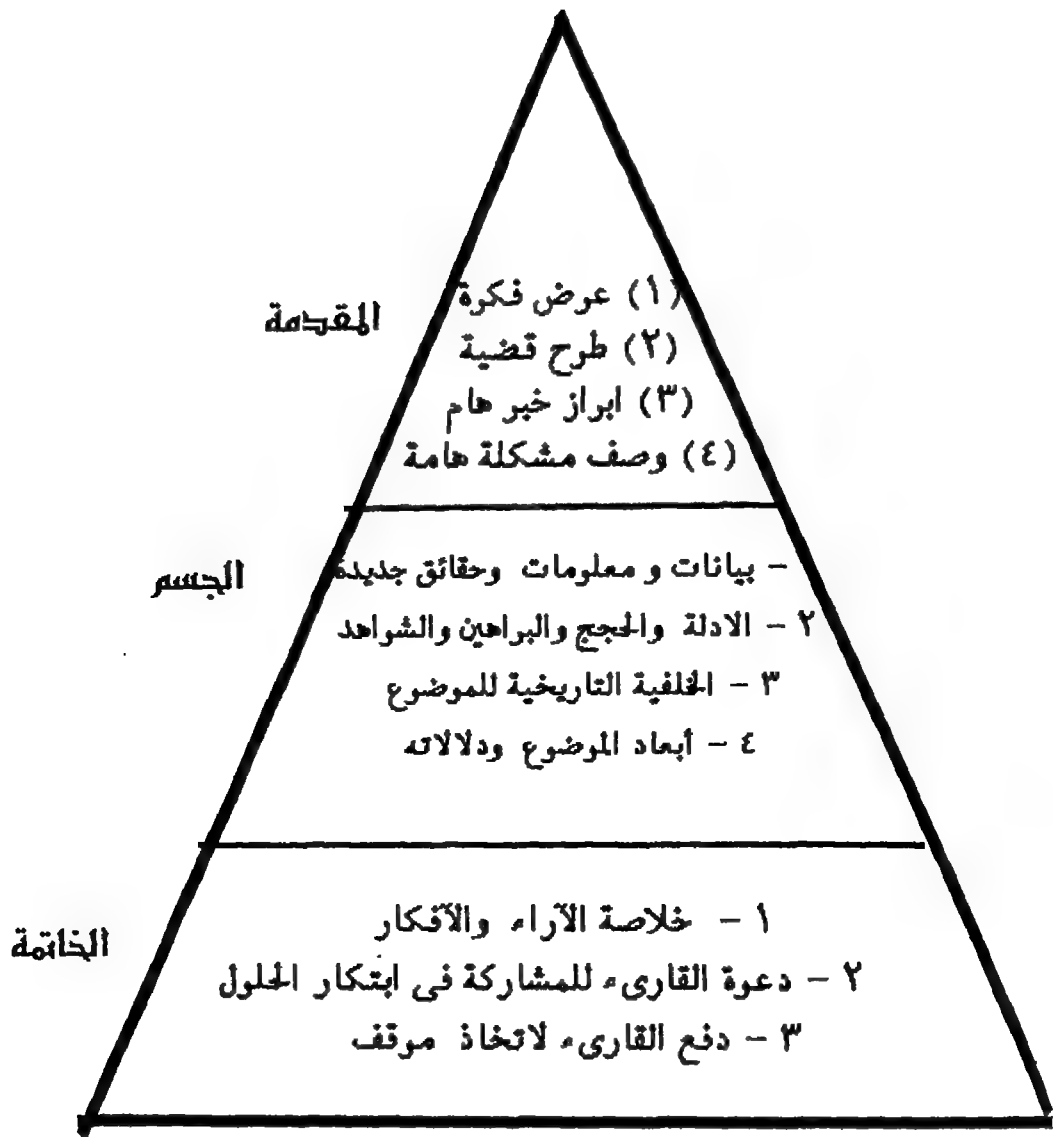 المقدمة
(١) عرض فكرة
(٢) طرح قضية
(٣) ابراز خبر هام
(٤) وصف مشكلة هامة
الجسم
- بيانات و معلومات وحقائق جديدة
٢ - الادلة والحجج والبراهين والشواهد
٣ - الخلفية التاريخية للموضوع
٤ - أبعاد الموضوع ودلالاته
الخاتمة
١ - خلاصة الآراء والآفكار
٢ - دعوة القارىء للمشاركة فى ابتكار الحلول
٣ - دفع القارىء لاتخاذ موقف